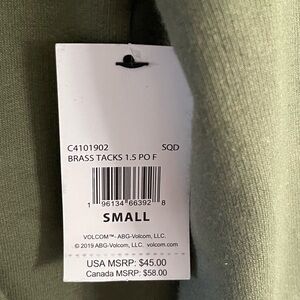 C4101902 SQD
BRASS TACKS 1.5 PO F
1 96134 66392 8
SMALL
VOLCOM™- ABG-Volcom, LLC.
© 2019 ABG-Volcom, LLC. volcom.com
USA MSRP: $45.00
Canada MSRP: $58.00